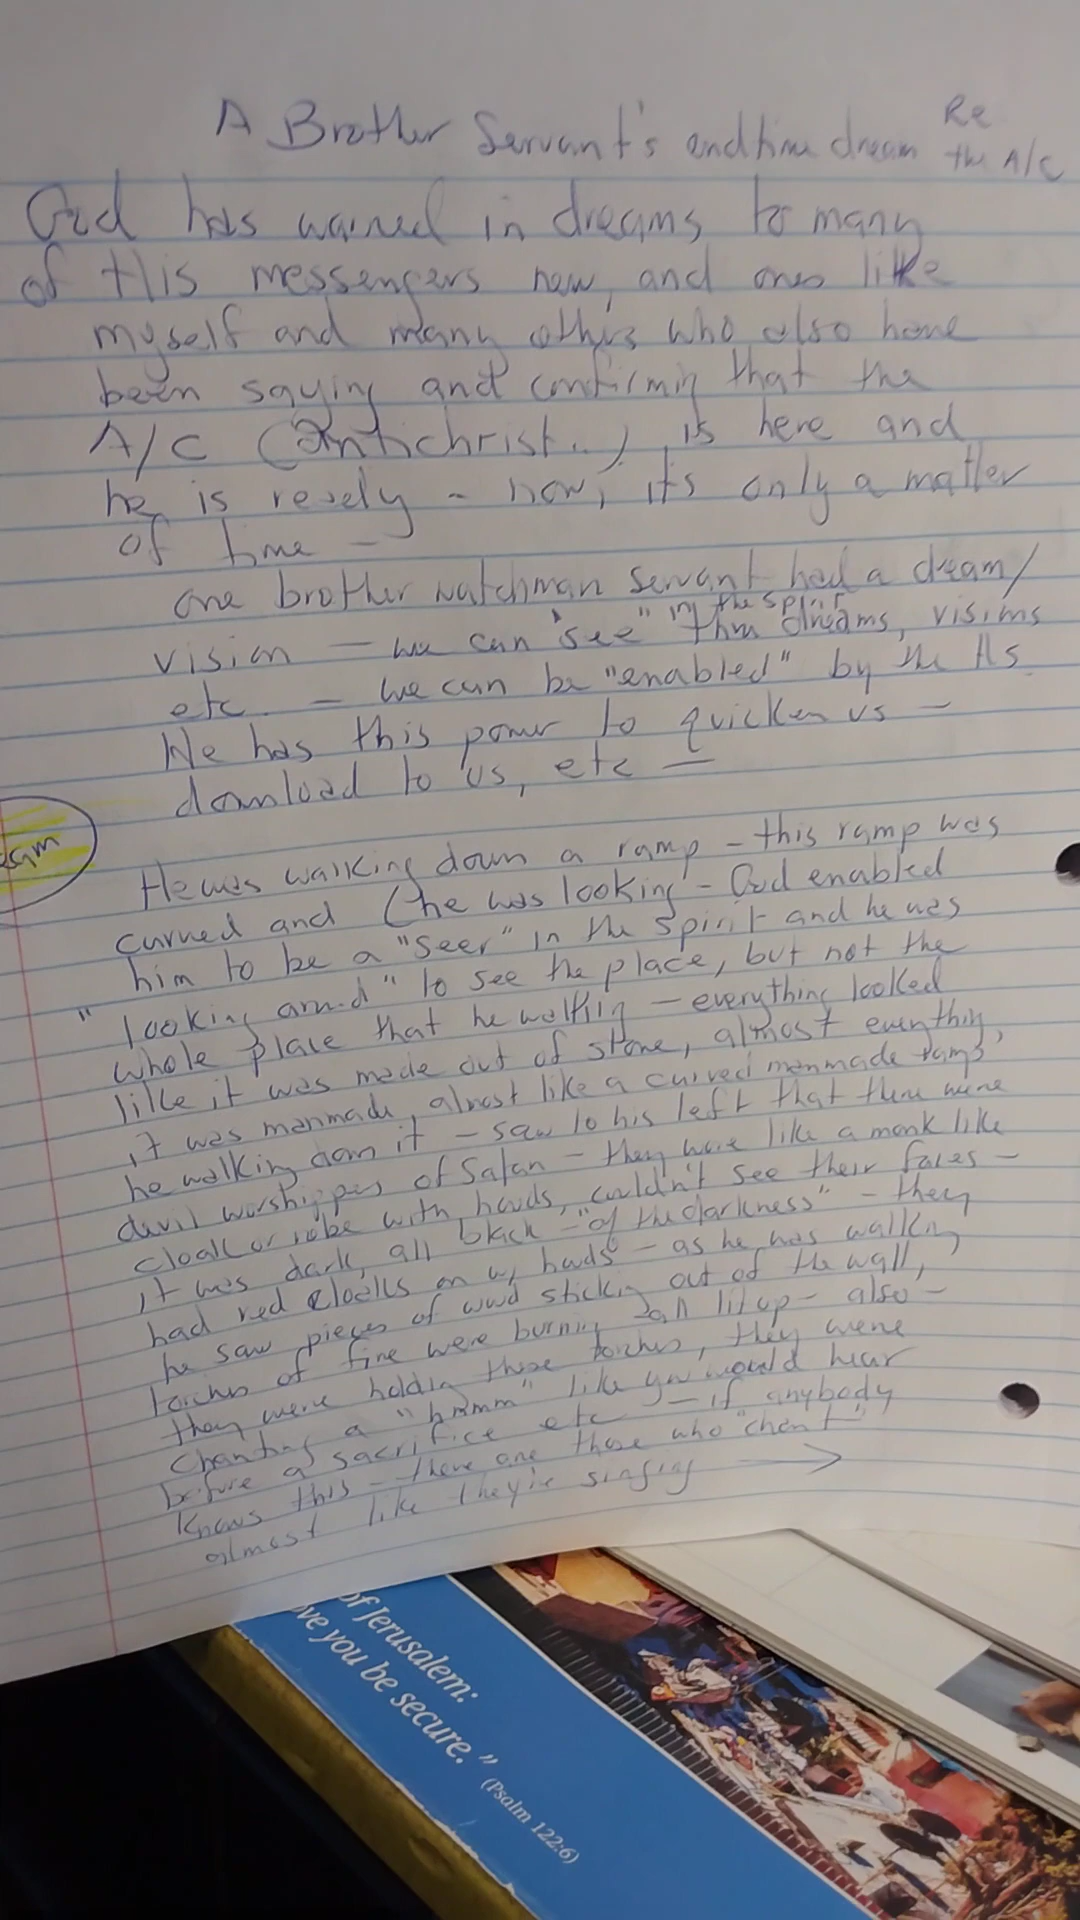 A Brother Servant's endtime dream Re
the A/C
God has warned in dreams to many
of His messengers now, and ones like
myself and many others who also have
been saying and confirming that the
A/C (Antichrist..) is here and
he is ready - now, it's only a matter
of time -
one brother watchman servant had a dream/
vision - we can "see" in the spirit thru dreams, visions
etc. - we can be "enabled" by the HS
He has this power to quicken us -
download to us, etc -
He was walking down a ramp - this ramp was
curved and (he was looking - God enabled
him to be a "seer" in the spirit and he was
"looking around" to see the place, but not the
whole place that he walking - everything looked
like it was made out of stone, almost everything,
it was manmade, almost like a curved manmade ramp,
he walking down it - saw to his left that there were
devil worshippers of Satan - they wore like a monk like
cloak or robe with hoods, couldn't see their faces -
it was dark, all black - "of the darkness" - they
had red cloaks on w/ hoods - as he was walking
he saw pieces of wood sticking out of the wall,
torches of fire were burning all lit up - also -
they were holding these torches, they were
chanting a "hmmm" like you would hear
before a sacrifice etc - if anybody
knows this - there are those who "chant"
almost like they're singing →
of Jerusalem:
ve you be secure."
(Psalm 122:6)